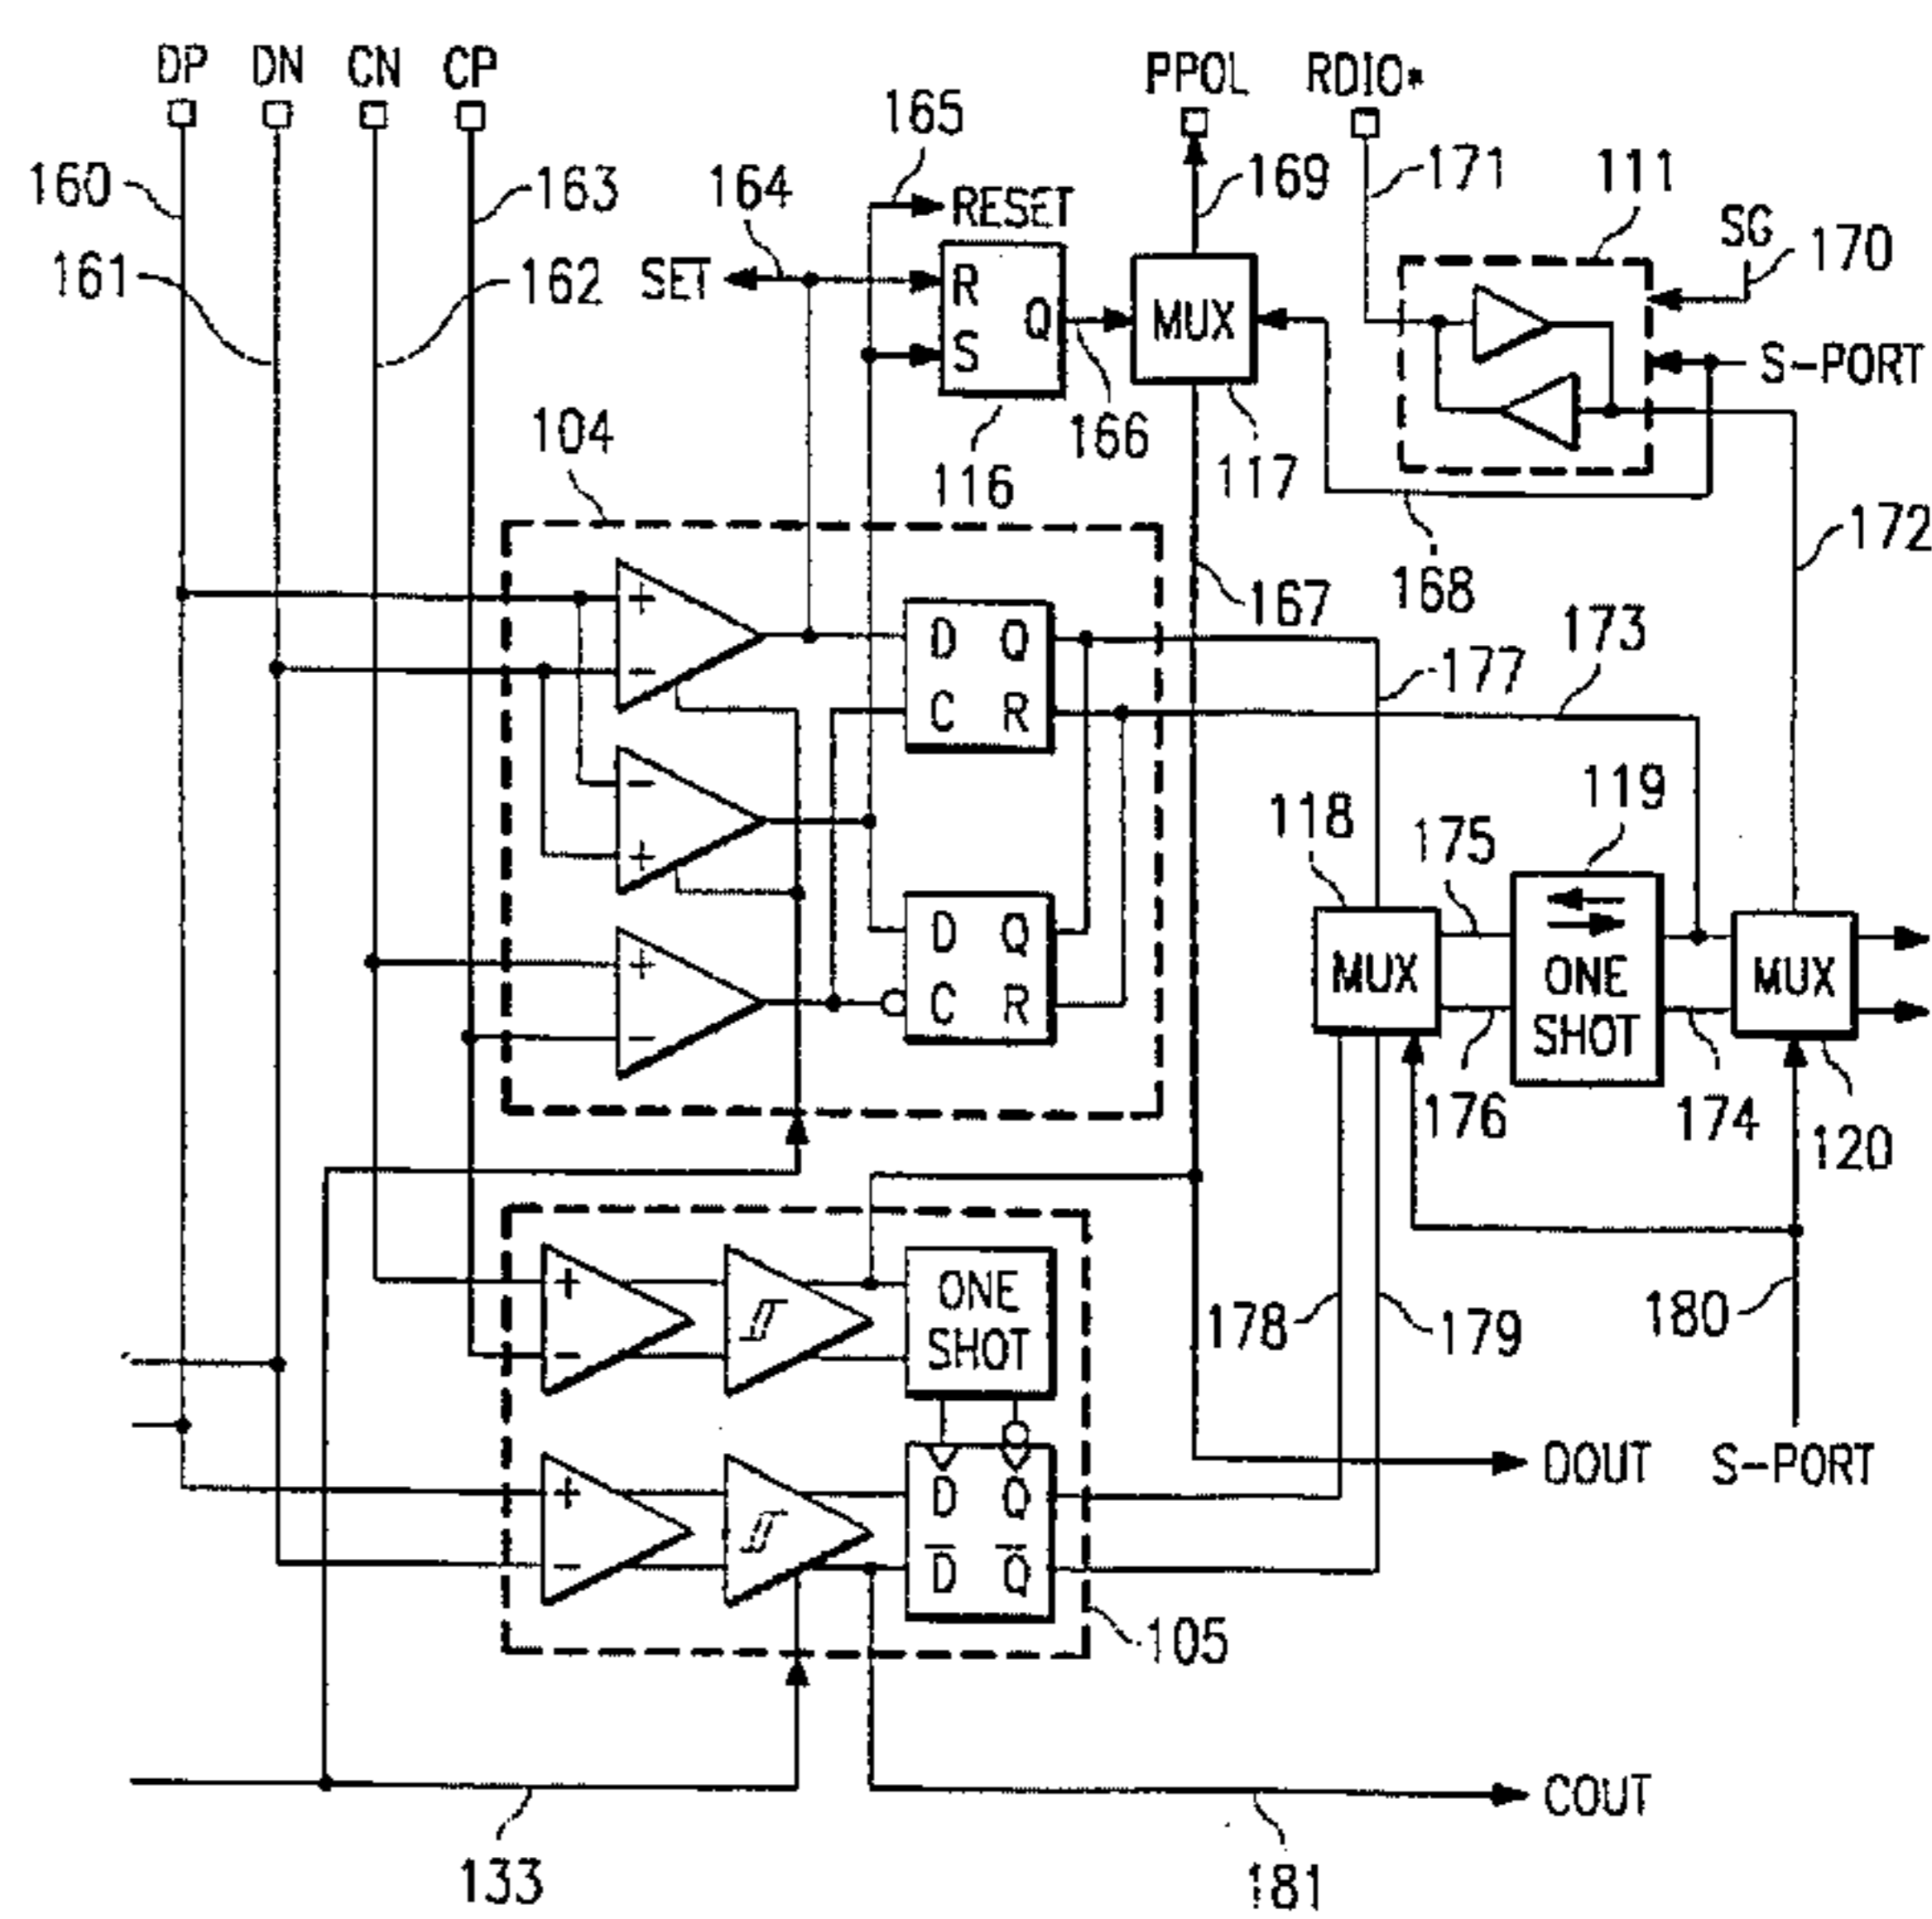 DP DN CN CP PPOL RDIO*
165
160 163 164 169 171 111
RESET SG 170
161 162 SET R MUX
Q S S-PORT
104 166
116 117
172
+ 167 168
- D Q 173
C R 177
- 119
118 175
+
D Q
+ MUX ONE MUX
C R SHOT
-
176 174 120
+ ONE
SHOT 178 179 180
-
DOUT S-PORT
+ D Q
- D Q
105
COUT
133 181